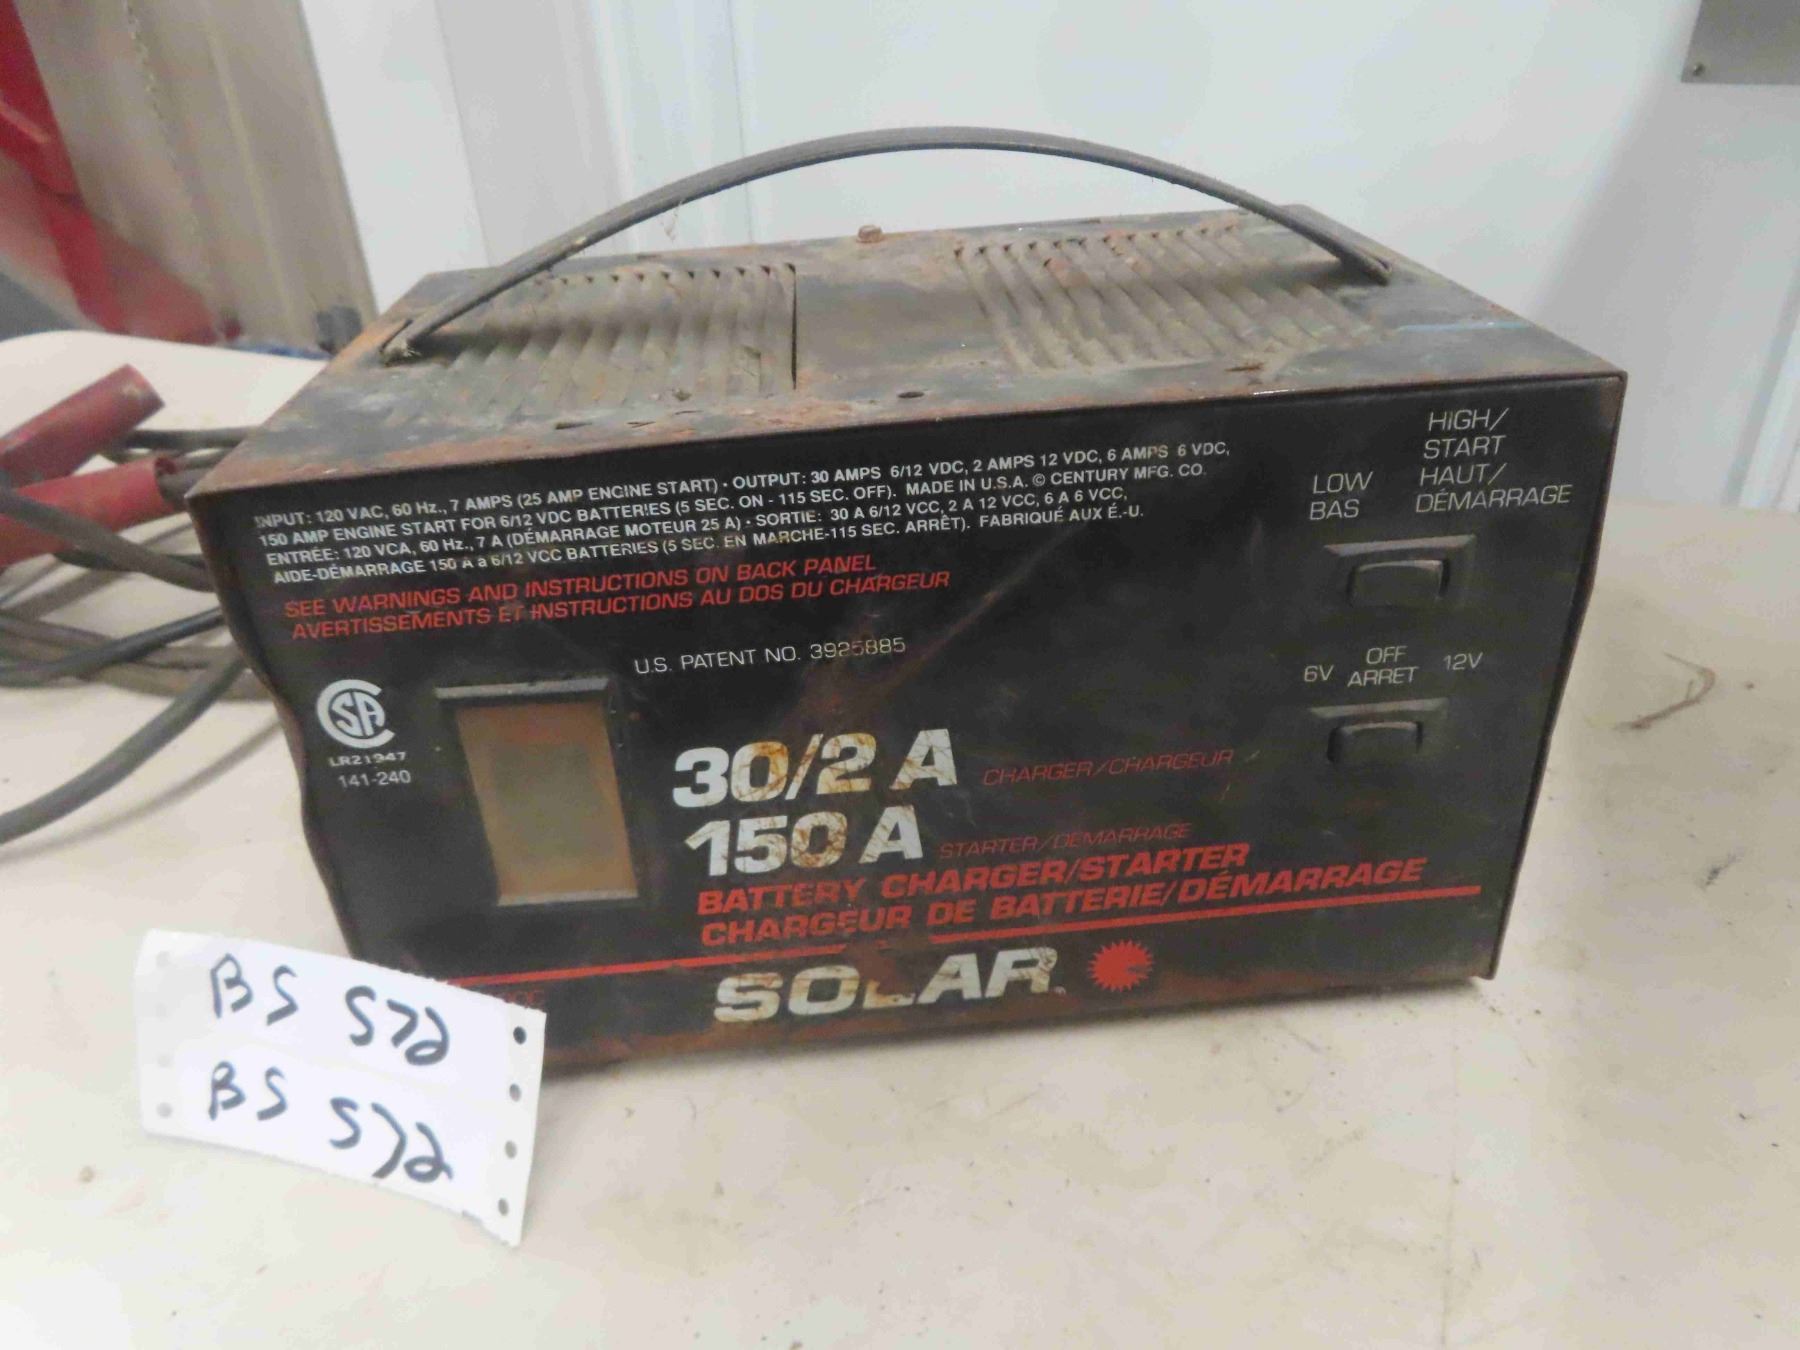 INPUT: 120 VAC, 60 Hz., 7 AMPS (25 AMP ENGINE START) • OUTPUT: 30 AMPS 6/12 VDC, 2 AMPS 12 VDC, 6 AMPS 6 VDC,
150 AMP ENGINE START FOR 6/12 VDC BATTERIES (5 SEC. ON - 115 SEC. OFF). MADE IN U.S.A. © CENTURY MFG. CO.
ENTRÉE: 120 VCA, 60 Hz., 7 A (DÉMARRAGE MOTEUR 25 A) • SORTIE: 30 A 6/12 VCC, 2 A 12 VCC, 6 A 6 VCC,
AIDE-DÉMARRAGE 150 A à 6/12 VCC BATTERIES (5 SEC. EN MARCHE-115 SEC. ARRÊT). FABRIQUÉ AUX É.-U.
SEE WARNINGS AND INSTRUCTIONS ON BACK PANEL
AVERTISSEMENTS ET INSTRUCTIONS AU DOS DU CHARGEUR
U.S. PATENT NO. 3925885
LOW
BAS
HIGH/
START
HAUT/
DÉMARRAGE
6V
OFF
ARRET
12V
CSA
LR21947
141-240
30/2 A CHARGER/CHARGEUR
150 A STARTER/DÉMARRAGE
BATTERY CHARGER/STARTER
CHARGEUR DE BATTERIE/DÉMARRAGE
SOLAR
BS 572
BS 572